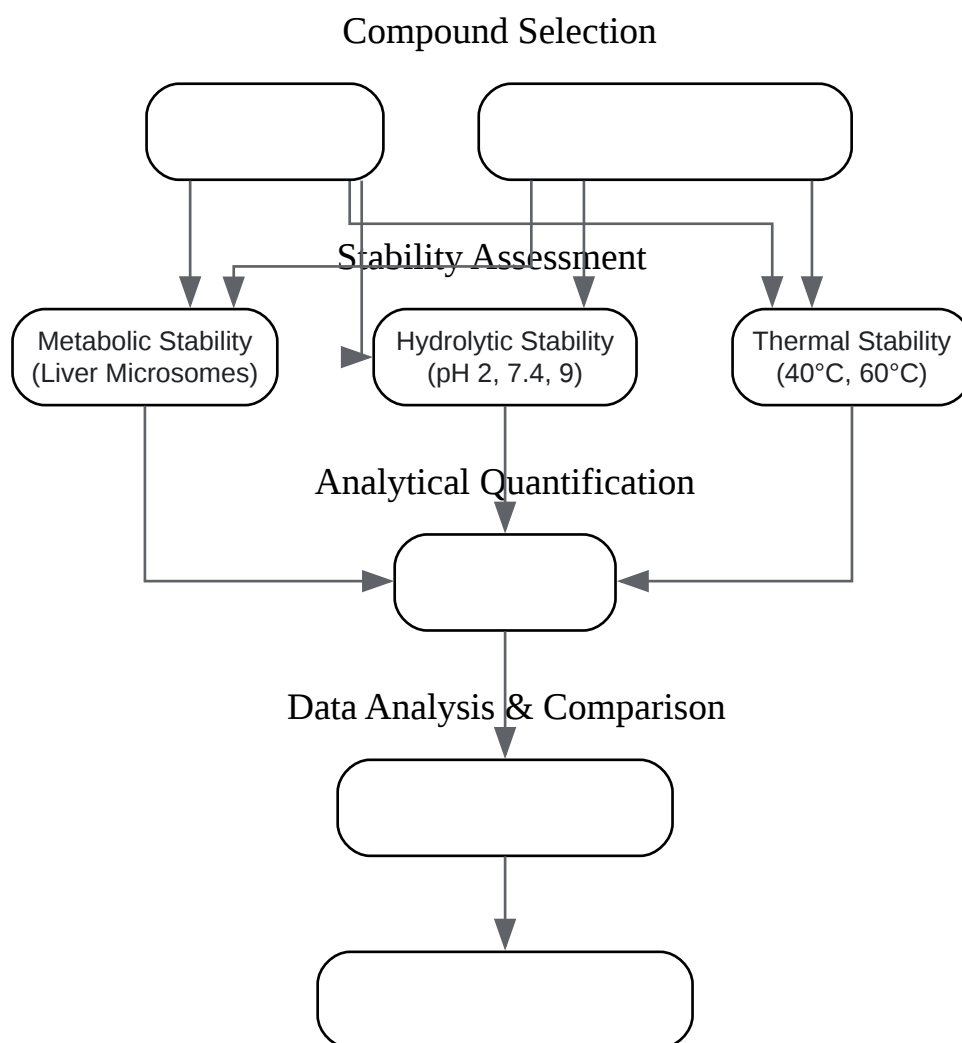 Compound Selection
Stability Assessment
Metabolic Stability
(Liver Microsomes)
Hydrolytic Stability
(pH 2, 7.4, 9)
Thermal Stability
(40°C, 60°C)
Analytical Quantification
Data Analysis & Comparison